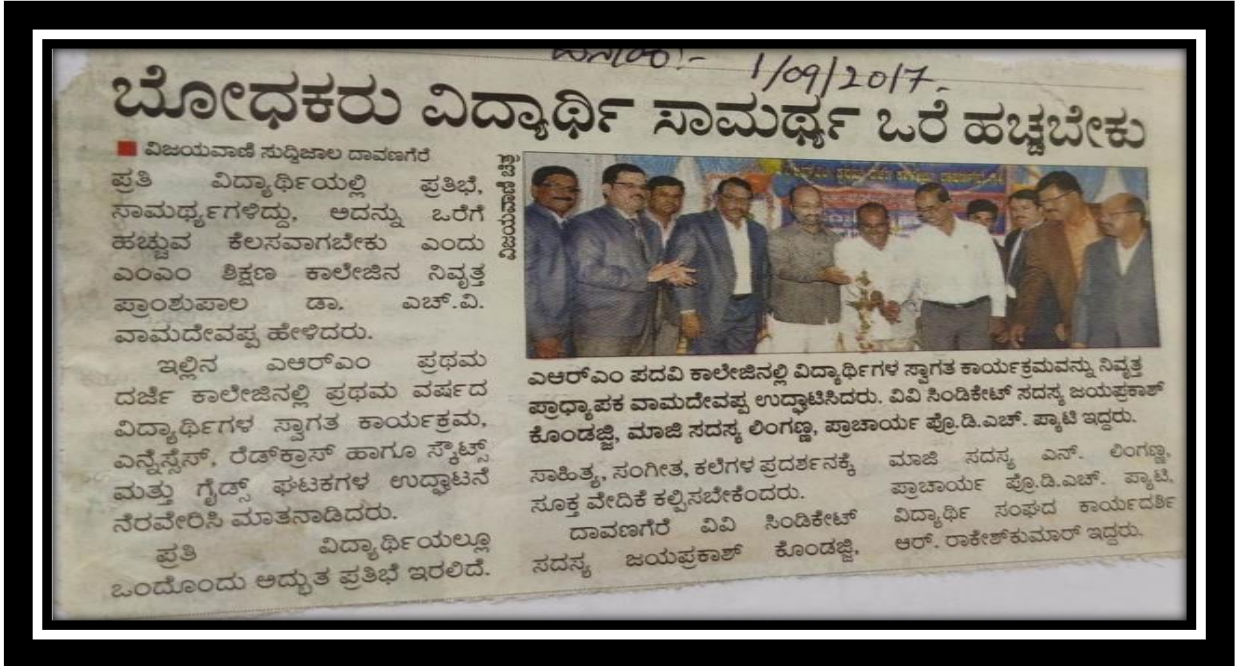 ದಿನಾಂಕ:- 1/09/2017.
ಬೋಧಕರು ವಿದ್ಯಾರ್ಥಿ ಸಾಮರ್ಥ್ಯ ಒರೆ ಹಚ್ಚಬೇಕು
ವಿಜಯವಾಣಿ ಸುದ್ದಿಜಾಲ ದಾವಣಗೆರೆ
ಪ್ರತಿ ವಿದ್ಯಾರ್ಥಿಯಲ್ಲಿ ಪ್ರತಿಭೆ,
ಸಾಮರ್ಥ್ಯಗಳಿದ್ದು, ಅದನ್ನು ಒರೆಗೆ
ಹಚ್ಚುವ ಕೆಲಸವಾಗಬೇಕು ಎಂದು
ಎಂಎಂ ಶಿಕ್ಷಣ ಕಾಲೇಜಿನ ನಿವೃತ್ತ
ಪ್ರಾಂಶುಪಾಲ ಡಾ. ಎಚ್.ವಿ.
ವಾಮದೇವಪ್ಪ ಹೇಳಿದರು.
ಇಲ್ಲಿನ ಎಆರ್‌ಎಂ ಪ್ರಥಮ
ದರ್ಜೆ ಕಾಲೇಜಿನಲ್ಲಿ ಪ್ರಥಮ ವರ್ಷದ
ವಿದ್ಯಾರ್ಥಿಗಳ ಸ್ವಾಗತ ಕಾರ್ಯಕ್ರಮ,
ಎನ್ನೆಸ್ಸೆಸ್, ರೆಡ್‌ಕ್ರಾಸ್ ಹಾಗೂ ಸ್ಕೌಟ್ಸ್
ಮತ್ತು ಗೈಡ್ಸ್ ಘಟಕಗಳ ಉದ್ಘಾಟನೆ
ನೆರವೇರಿಸಿ ಮಾತನಾಡಿದರು.
ಪ್ರತಿ ವಿದ್ಯಾರ್ಥಿಯಲ್ಲೂ
ಒಂದೊಂದು ಅದ್ಭುತ ಪ್ರತಿಭೆ ಇರಲಿದೆ.
ವಿಜಯವಾಣಿ ಚಿತ್ರ
ಎಆರ್‌ಎಂ ಪದವಿ ಕಾಲೇಜಿನಲ್ಲಿ ವಿದ್ಯಾರ್ಥಿಗಳ ಸ್ವಾಗತ ಕಾರ್ಯಕ್ರಮವನ್ನು ನಿವೃತ್ತ
ಪ್ರಾಧ್ಯಾಪಕ ವಾಮದೇವಪ್ಪ ಉದ್ಘಾಟಿಸಿದರು. ವಿವಿ ಸಿಂಡಿಕೇಟ್ ಸದಸ್ಯ ಜಯಪ್ರಕಾಶ್
ಕೊಂಡಜ್ಜಿ, ಮಾಜಿ ಸದಸ್ಯ ಲಿಂಗಣ್ಣ, ಪ್ರಾಚಾರ್ಯ ಪ್ರೊ.ಡಿ.ಎಚ್. ಪ್ಯಾಟಿ ಇದ್ದರು.
ಸಾಹಿತ್ಯ, ಸಂಗೀತ, ಕಲೆಗಳ ಪ್ರದರ್ಶನಕ್ಕೆ
ಸೂಕ್ತ ವೇದಿಕೆ ಕಲ್ಪಿಸಬೇಕೆಂದರು.
ದಾವಣಗೆರೆ ವಿವಿ ಸಿಂಡಿಕೇಟ್
ಸದಸ್ಯ ಜಯಪ್ರಕಾಶ್ ಕೊಂಡಜ್ಜಿ,
ಮಾಜಿ ಸದಸ್ಯ ಎನ್. ಲಿಂಗಣ್ಣ,
ಪ್ರಾಚಾರ್ಯ ಪ್ರೊ.ಡಿ.ಎಚ್. ಪ್ಯಾಟಿ,
ವಿದ್ಯಾರ್ಥಿ ಸಂಘದ ಕಾರ್ಯದರ್ಶಿ
ಆರ್. ರಾಕೇಶ್‌ಕುಮಾರ್ ಇದ್ದರು.